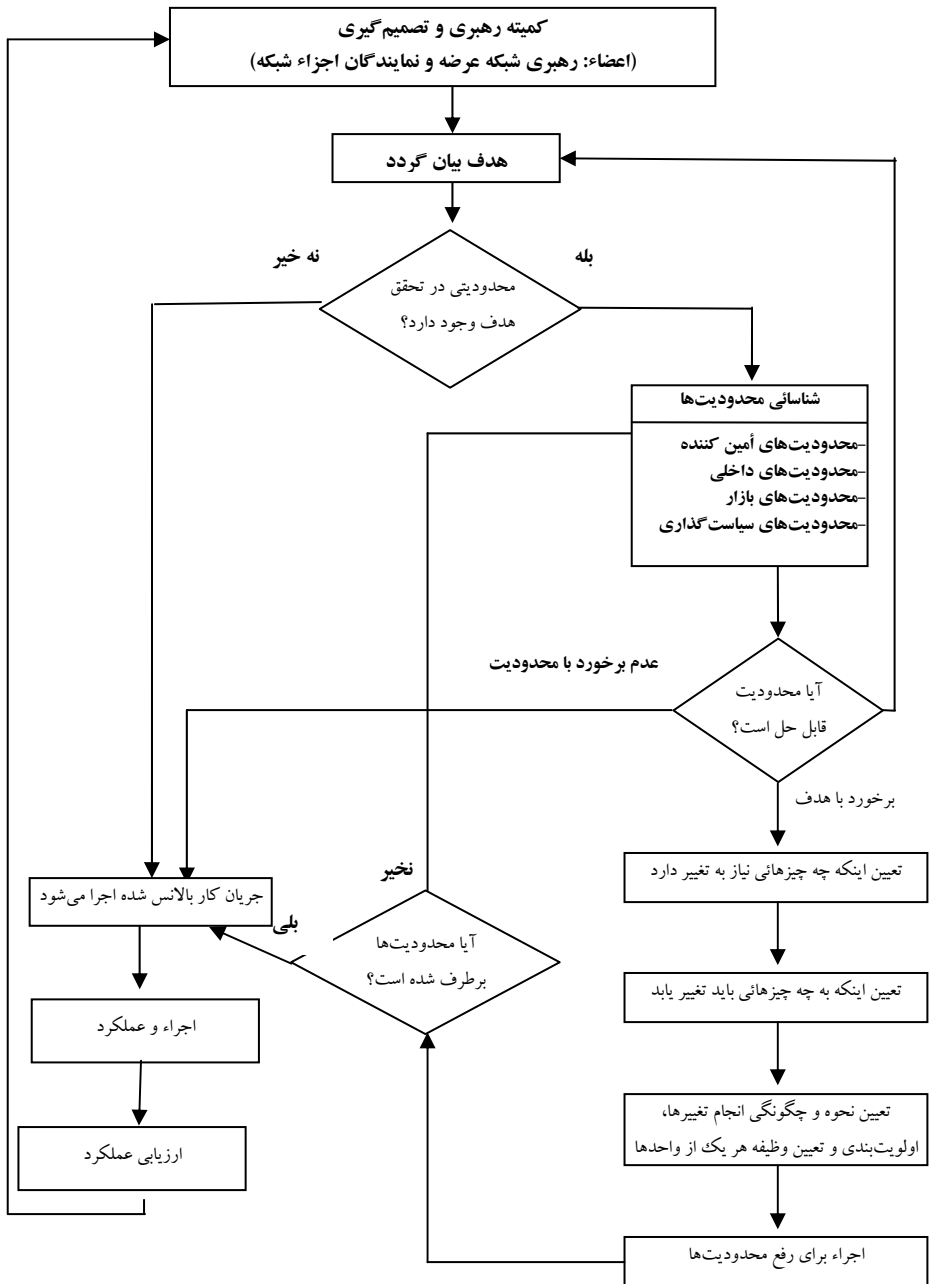 کمیته رهبری و تصمیم‌گیری
(اعضاء: رهبری شبکه عرضه و نمایندگان اجزاء شبکه)
هدف بیان گردد
بله
نه خیر
محدودیتی در تحقق
هدف وجود دارد؟
شناسائی محدودیت‌ها
-محدودیت‌های أمین کننده
-محدودیت‌های داخلی
-محدودیت‌های بازار
-محدودیت‌های سیاست‌گذاری
عدم برخورد با محدودیت
آیا محدودیت
قابل حل است؟
برخورد با هدف
تعیین اینکه چه چیزهائی نیاز به تغییر دارد
نخیر
جریان کار بالانس شده اجرا می‌شود
بلی
آیا محدودیت‌ها
برطرف شده است؟
تعیین اینکه به چه چیزهائی باید تغییر یابد
اجراء و عملکرد
تعیین نحوه و چگونگی انجام تغییرها،
اولویت‌بندی و تعیین وظیفه هر یک از واحدها
ارزیابی عملکرد
اجراء برای رفع محدودیت‌ها